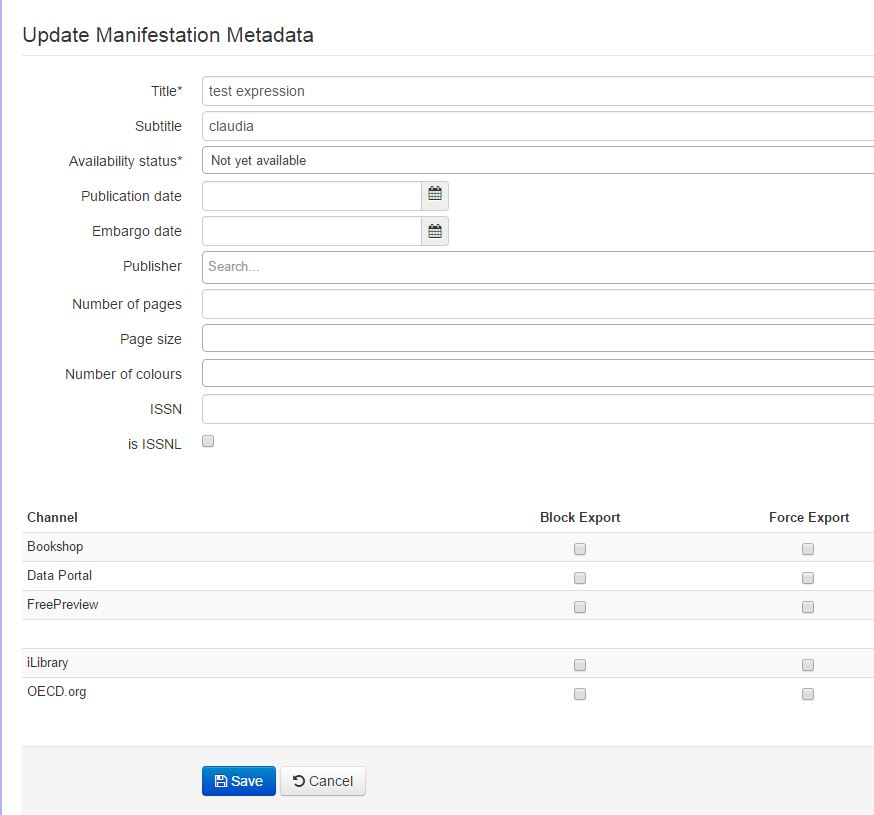 Update Manifestation Metadata
Title* test expression
Subtitle claudia
Availability status* Not yet available
Publication date
Embargo date
Publisher Search...
Number of pages
Page size
Number of colours
ISSN
is ISSNL
Channel Block Export Force Export
Bookshop
Data Portal
FreePreview
iLibrary
OECD.org
Save Cancel